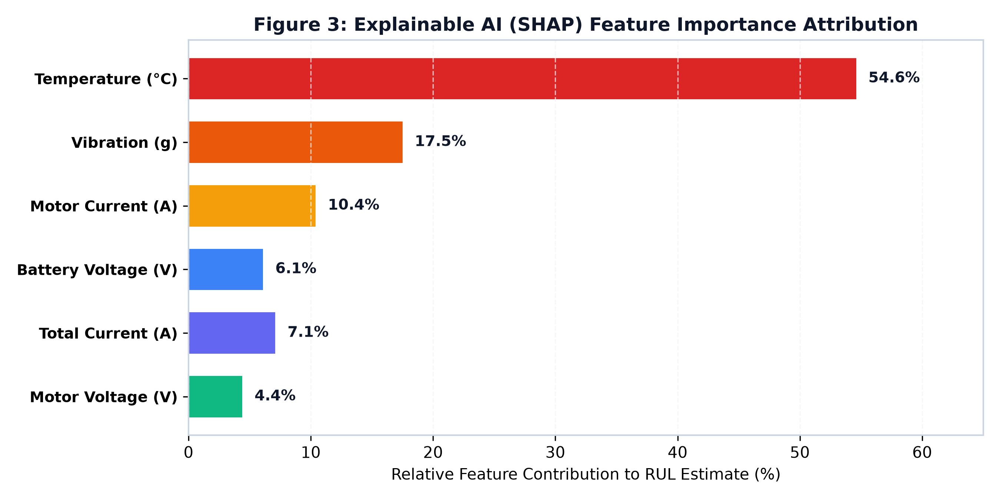 Figure 3: Explainable AI (SHAP) Feature Importance Attribution
Temperature (°C)
54.6%
Vibration (g)
17.5%
Motor Current (A)
10.4%
Battery Voltage (V)
6.1%
Total Current (A)
7.1%
Motor Voltage (V)
4.4%
0 10 20 30 40 50 60
Relative Feature Contribution to RUL Estimate (%)